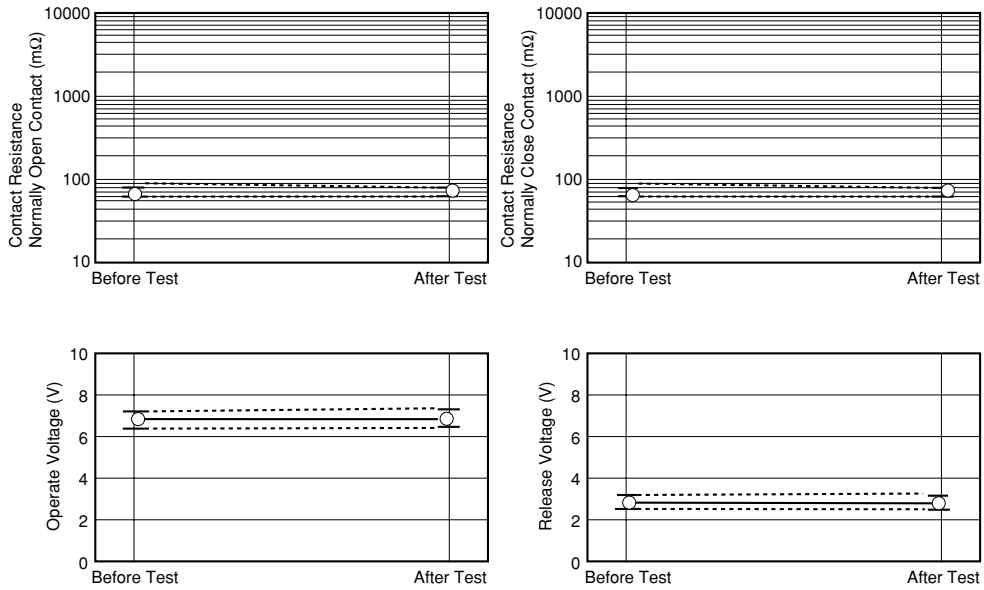 10000
1000
100
10
Contact Resistance
Normally Open Contact (mΩ)
Before Test
After Test
10000
1000
100
10
Contact Resistance
Normally Close Contact (mΩ)
Before Test
After Test
10
8
6
4
2
0
Operate Voltage (V)
Before Test
After Test
10
8
6
4
2
0
Release Voltage (V)
Before Test
After Test